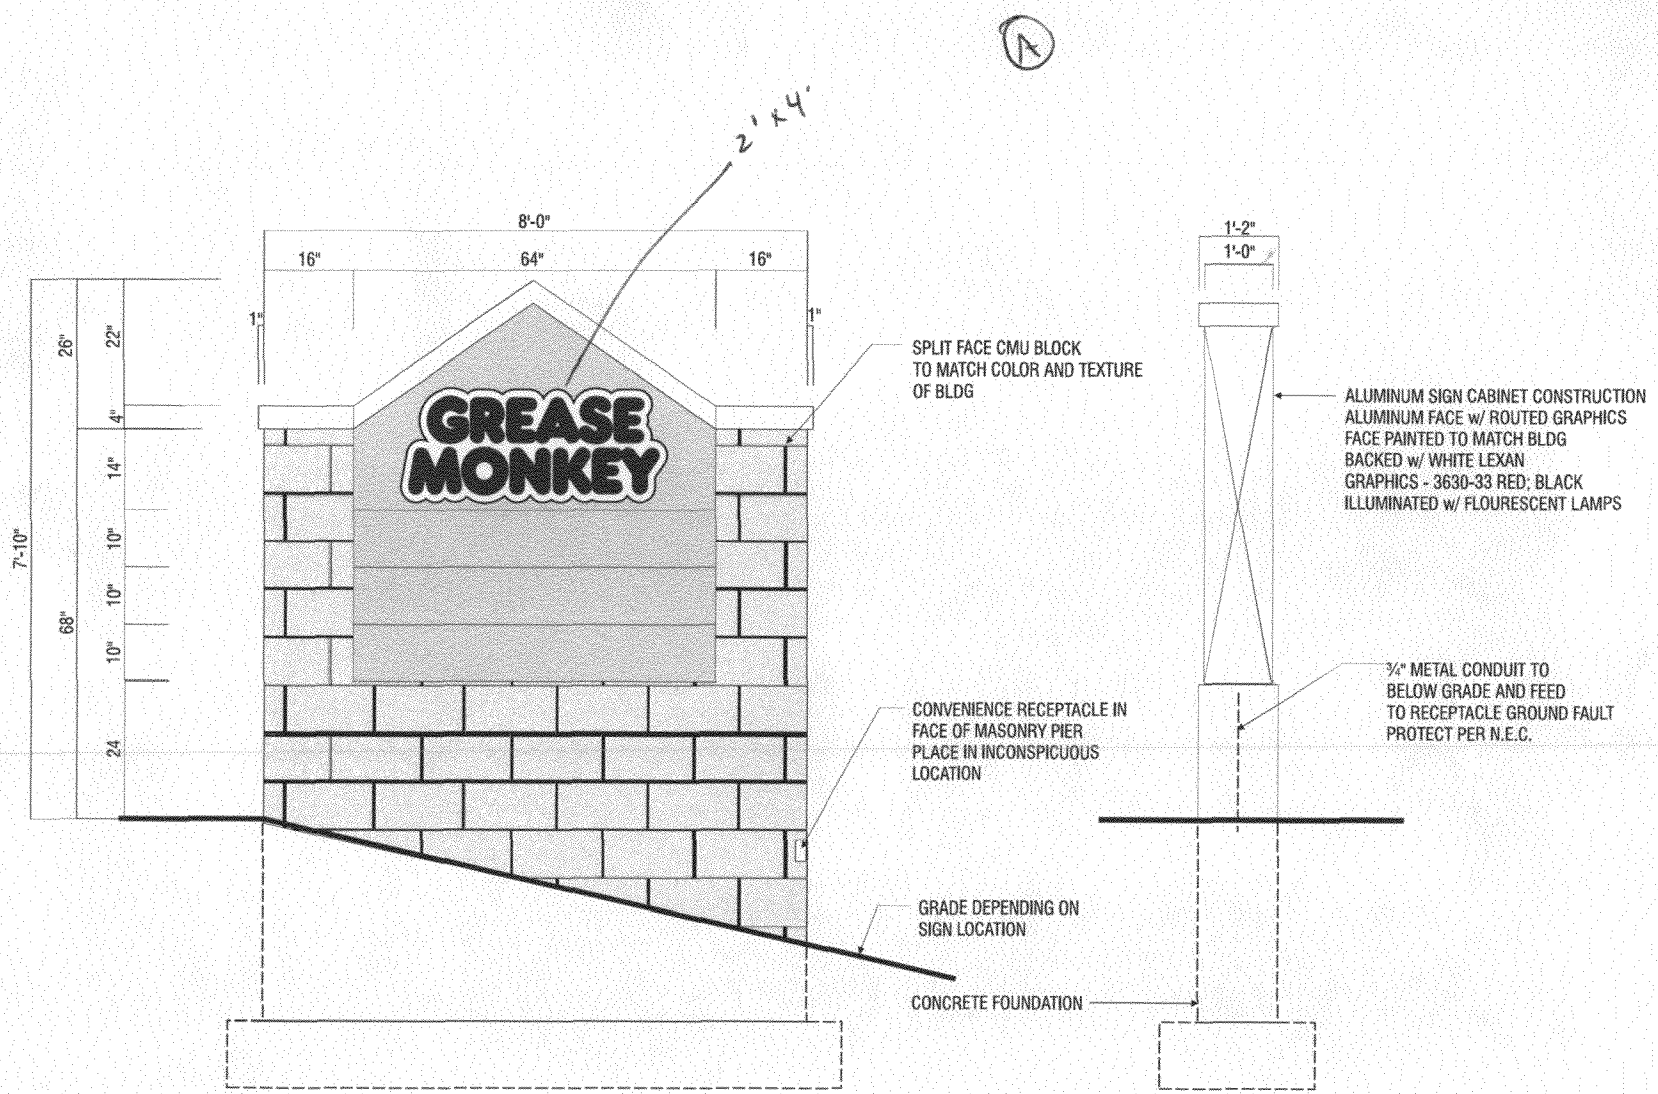 A
2' x 4'
8'-0"
16"
64"
16"
1"
1"
26"
22"
4"
7'-10"
68"
14"
10"
10"
10"
24
GREASE
MONKEY
SPLIT FACE CMU BLOCK
TO MATCH COLOR AND TEXTURE
OF BLDG
CONVENIENCE RECEPTACLE IN
FACE OF MASONRY PIER
PLACE IN INCONSPICUOUS
LOCATION
GRADE DEPENDING ON
SIGN LOCATION
CONCRETE FOUNDATION
1'-2"
1'-0"
ALUMINUM SIGN CABINET CONSTRUCTION
ALUMINUM FACE w/ ROUTED GRAPHICS
FACE PAINTED TO MATCH BLDG
BACKED w/ WHITE LEXAN
GRAPHICS - 3630-33 RED; BLACK
ILLUMINATED w/ FLOURESCENT LAMPS
¾" METAL CONDUIT TO
BELOW GRADE AND FEED
TO RECEPTACLE GROUND FAULT
PROTECT PER N.E.C.